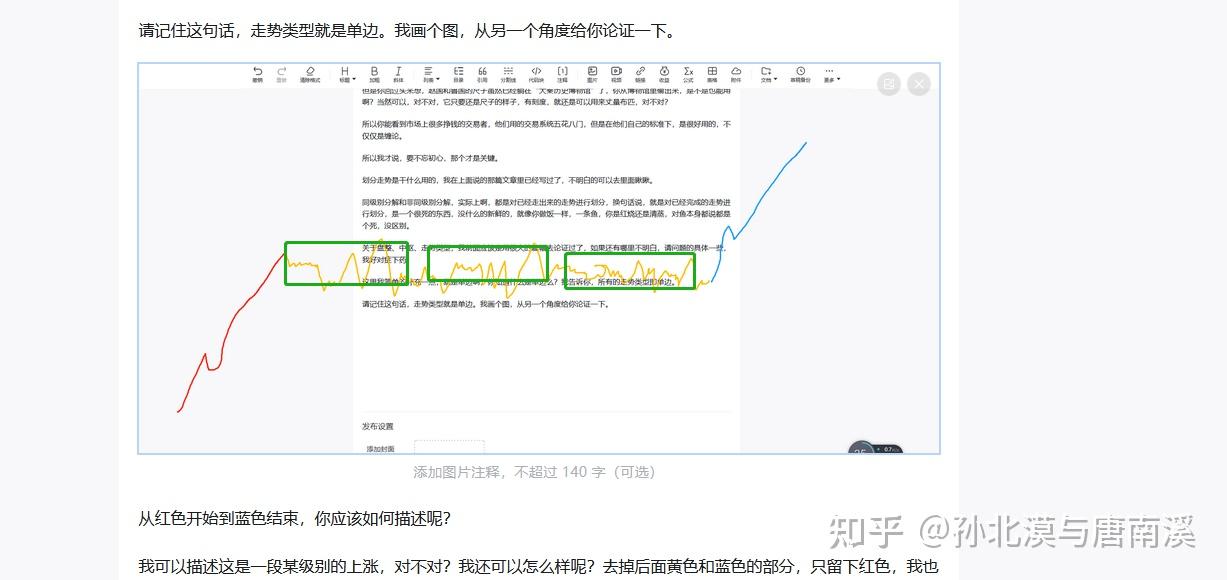 请记住这句话，走势类型就是单边。我画个图，从另一个角度给你论证一下。
撤销 清除格式 标题 加粗 斜体 列表 目录 引用 分割线 代码块 注释 图片 视频 链接 收益 公式 表格 附件 文档 草稿备份 更多
啊？当然可以，对不对，它只要还是尺子的样子，有刻度，就还是可以用来丈量布匹，对不对？
所以你能看到市场上很多挣钱的交易者，他们用的交易系统五花八门，但是在他们自己的标准下，是很好用的，不
仅仅是缠论。
所以我才说，要不忘初心，那个才是关键。
划分走势是干什么用的，我在上面说的那篇文章里已经写过了，不明白的可以去里面瞅瞅。
同级别分解和非同级别分解，实际上啊，都是对已经走出来的走势进行划分，换句话说，就是对已经完成的走势进
行划分，是一个很死的东西，没什么的新鲜的，就像你做饭一样，一条鱼，你是红烧还是清蒸，对鱼本身都说都是
个死，没区别。
关于盘整、中枢、走势类型，我前面应该是用很大的篇幅去论证过了，如果还有哪里不明白，请问题的具体一些，
我好对症下药
告诉你，所有的走势类型即单边。
请记住这句话，走势类型就是单边。我画个图，从另一个角度给你论证一下。
发布设置
添加封面
添加图片注释，不超过 140 字（可选）
从红色开始到蓝色结束，你应该如何描述呢？
知乎 @孙北漠与唐南溪
我可以描述这是一段某级别的上涨，对不对？我还可以怎么样呢？去掉后面黄色和蓝色的部分，只留下红色，我也